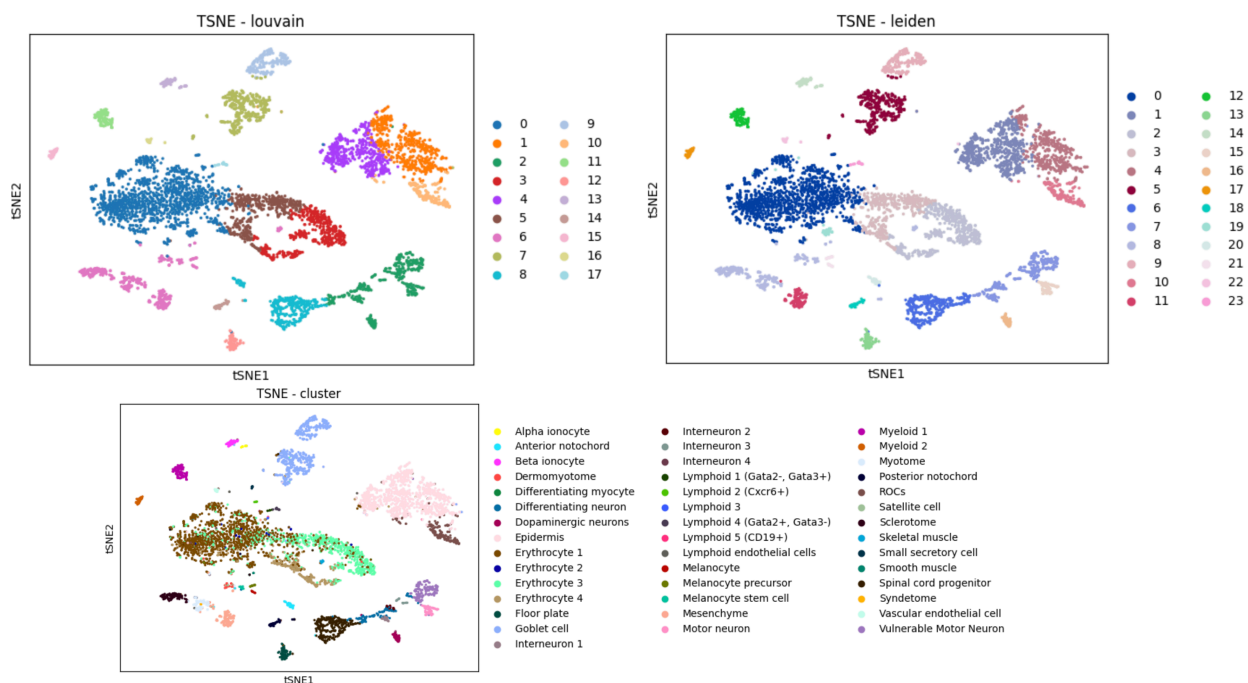 TSNE - louvain
tSNE2
tSNE1
0
1
2
3
4
5
6
7
8
9
10
11
12
13
14
15
16
17
TSNE - leiden
tSNE2
tSNE1
0
1
2
3
4
5
6
7
8
9
10
11
12
13
14
15
16
17
18
19
20
21
22
23
TSNE - cluster
tSNE2
tSNE1
Alpha ionocyte
Anterior notochord
Beta ionocyte
Dermomyotome
Differentiating myocyte
Differentiating neuron
Dopaminergic neurons
Epidermis
Erythrocyte 1
Erythrocyte 2
Erythrocyte 3
Erythrocyte 4
Floor plate
Goblet cell
Interneuron 1
Interneuron 2
Interneuron 3
Interneuron 4
Lymphoid 1 (Gata2-, Gata3+)
Lymphoid 2 (Cxcr6+)
Lymphoid 3
Lymphoid 4 (Gata2+, Gata3-)
Lymphoid 5 (CD19+)
Lymphoid endothelial cells
Melanocyte
Melanocyte precursor
Melanocyte stem cell
Mesenchyme
Motor neuron
Myeloid 1
Myeloid 2
Myotome
Posterior notochord
ROCs
Satellite cell
Sclerotome
Skeletal muscle
Small secretory cell
Smooth muscle
Spinal cord progenitor
Syndetome
Vascular endothelial cell
Vulnerable Motor Neuron